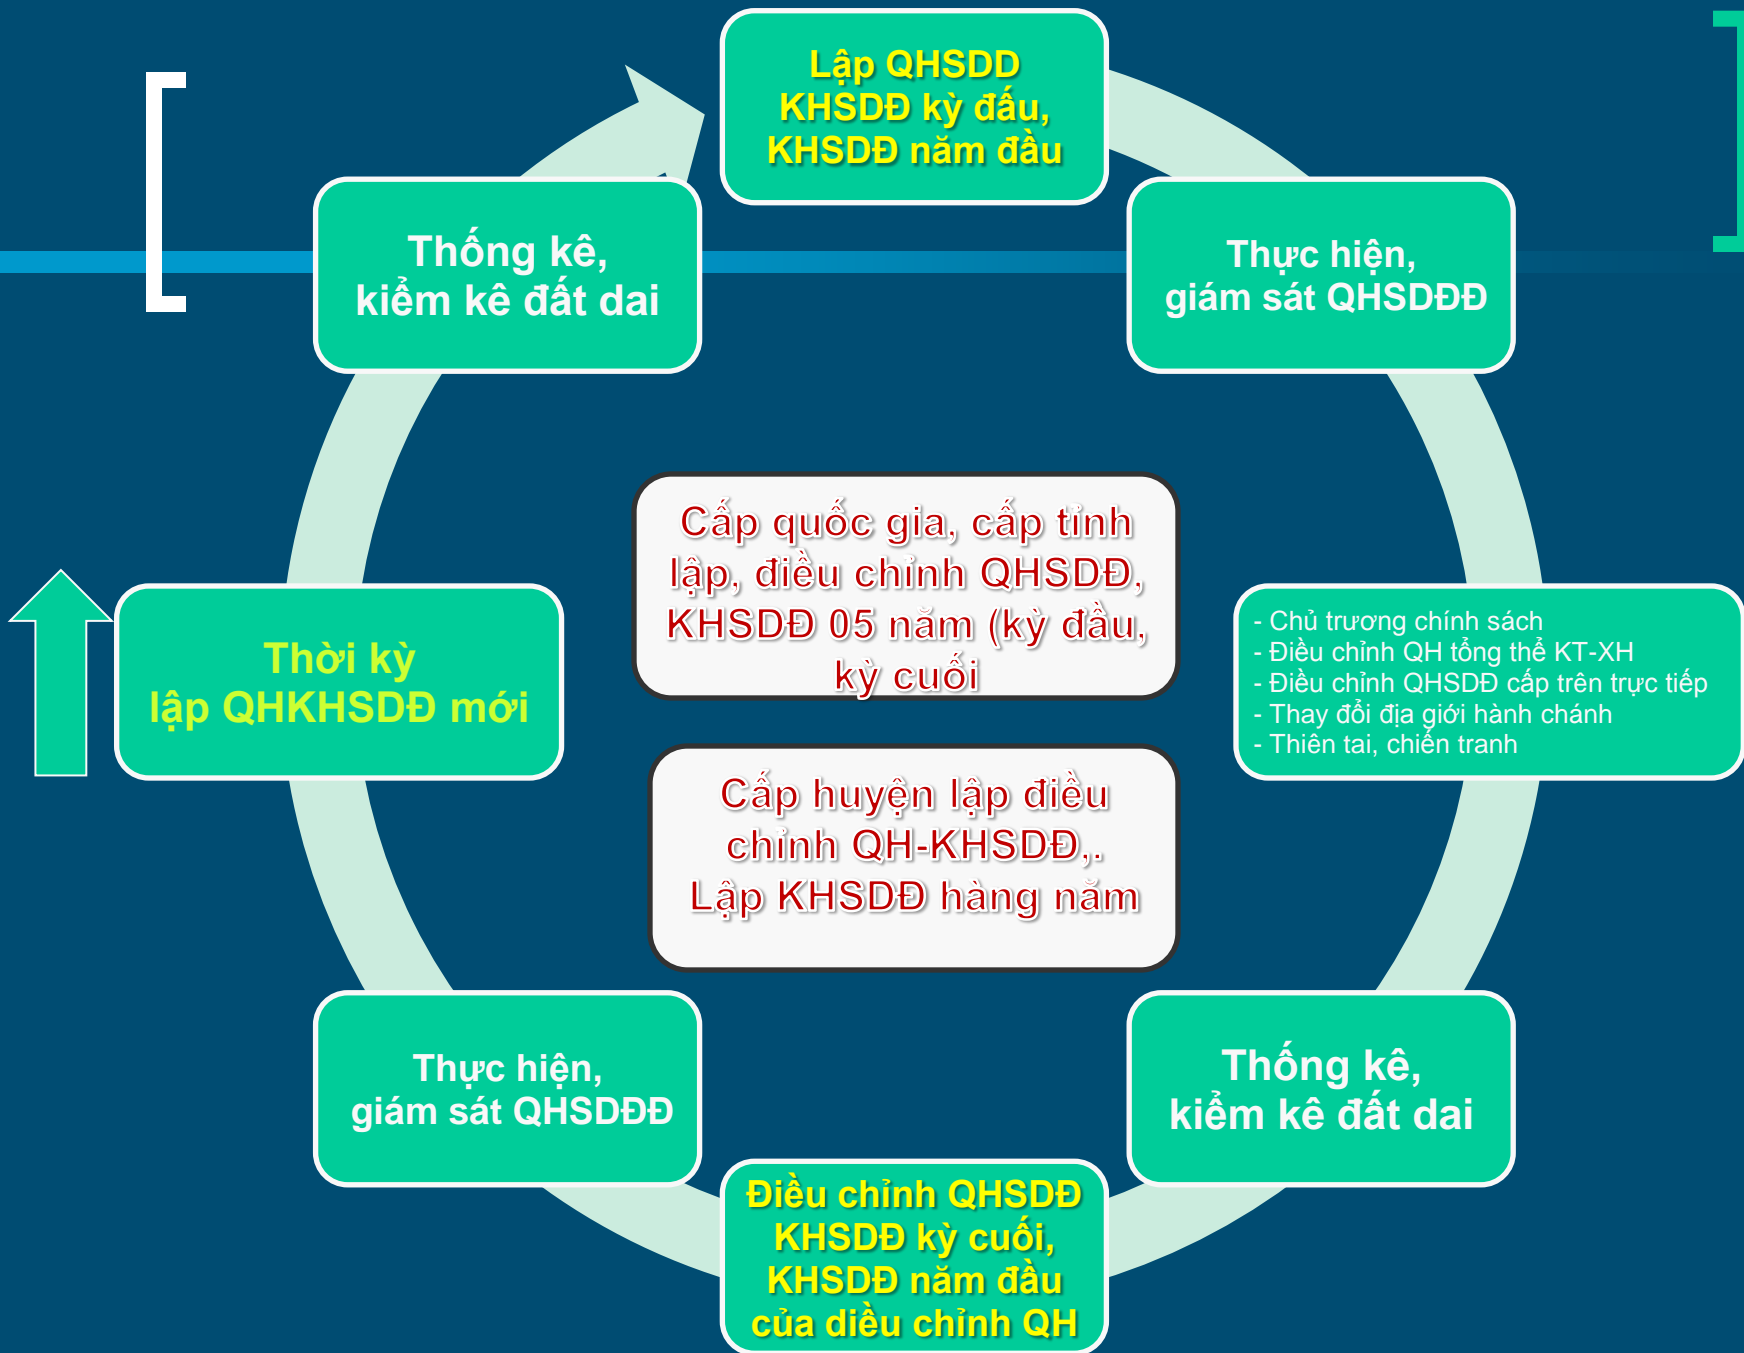 Lập QHSDD
KHSDĐ kỳ đấu,
KHSDĐ năm đầu
Thống kê,
kiểm kê đất dai
Thực hiện,
giám sát QHSDĐĐ
Cấp quốc gia, cấp tỉnh
lập, điều chỉnh QHSDĐ,
KHSDĐ 05 năm (kỳ đầu,
kỳ cuối
Thời kỳ
lập QHKHSDĐ mới
- Chủ trương chính sách
- Điều chỉnh QH tổng thể KT-XH
- Điều chỉnh QHSDĐ cấp trên trực tiếp
- Thay đổi địa giới hành chánh
- Thiên tai, chiến tranh
Cấp huyện lập điều
chỉnh QH-KHSDĐ,.
Lập KHSDĐ hàng năm
Thực hiện,
giám sát QHSDĐĐ
Thống kê,
kiểm kê đất dai
Điều chỉnh QHSDĐ
KHSDĐ kỳ cuối,
KHSDĐ năm đầu
của diều chỉnh QH